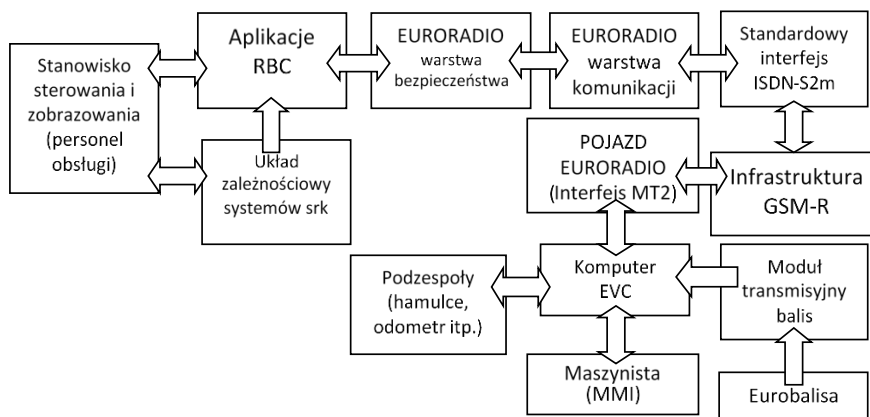 Stanowisko
sterowania i
zobrazowania
(personel
obsługi)
Aplikacje
RBC
EURORADIO
warstwa
bezpieczeństwa
EURORADIO
warstwa
komunikacji
Standardowy
interfejs
ISDN-S2m
Układ
zależnościowy
systemów srk
POJAZD
EURORADIO
(Interfejs MT2)
Infrastruktura
GSM-R
Podzespoły
(hamulce,
odometr itp.)
Komputer
EVC
Moduł
transmisyjny
balis
Maszynista
(MMI)
Eurobalisa